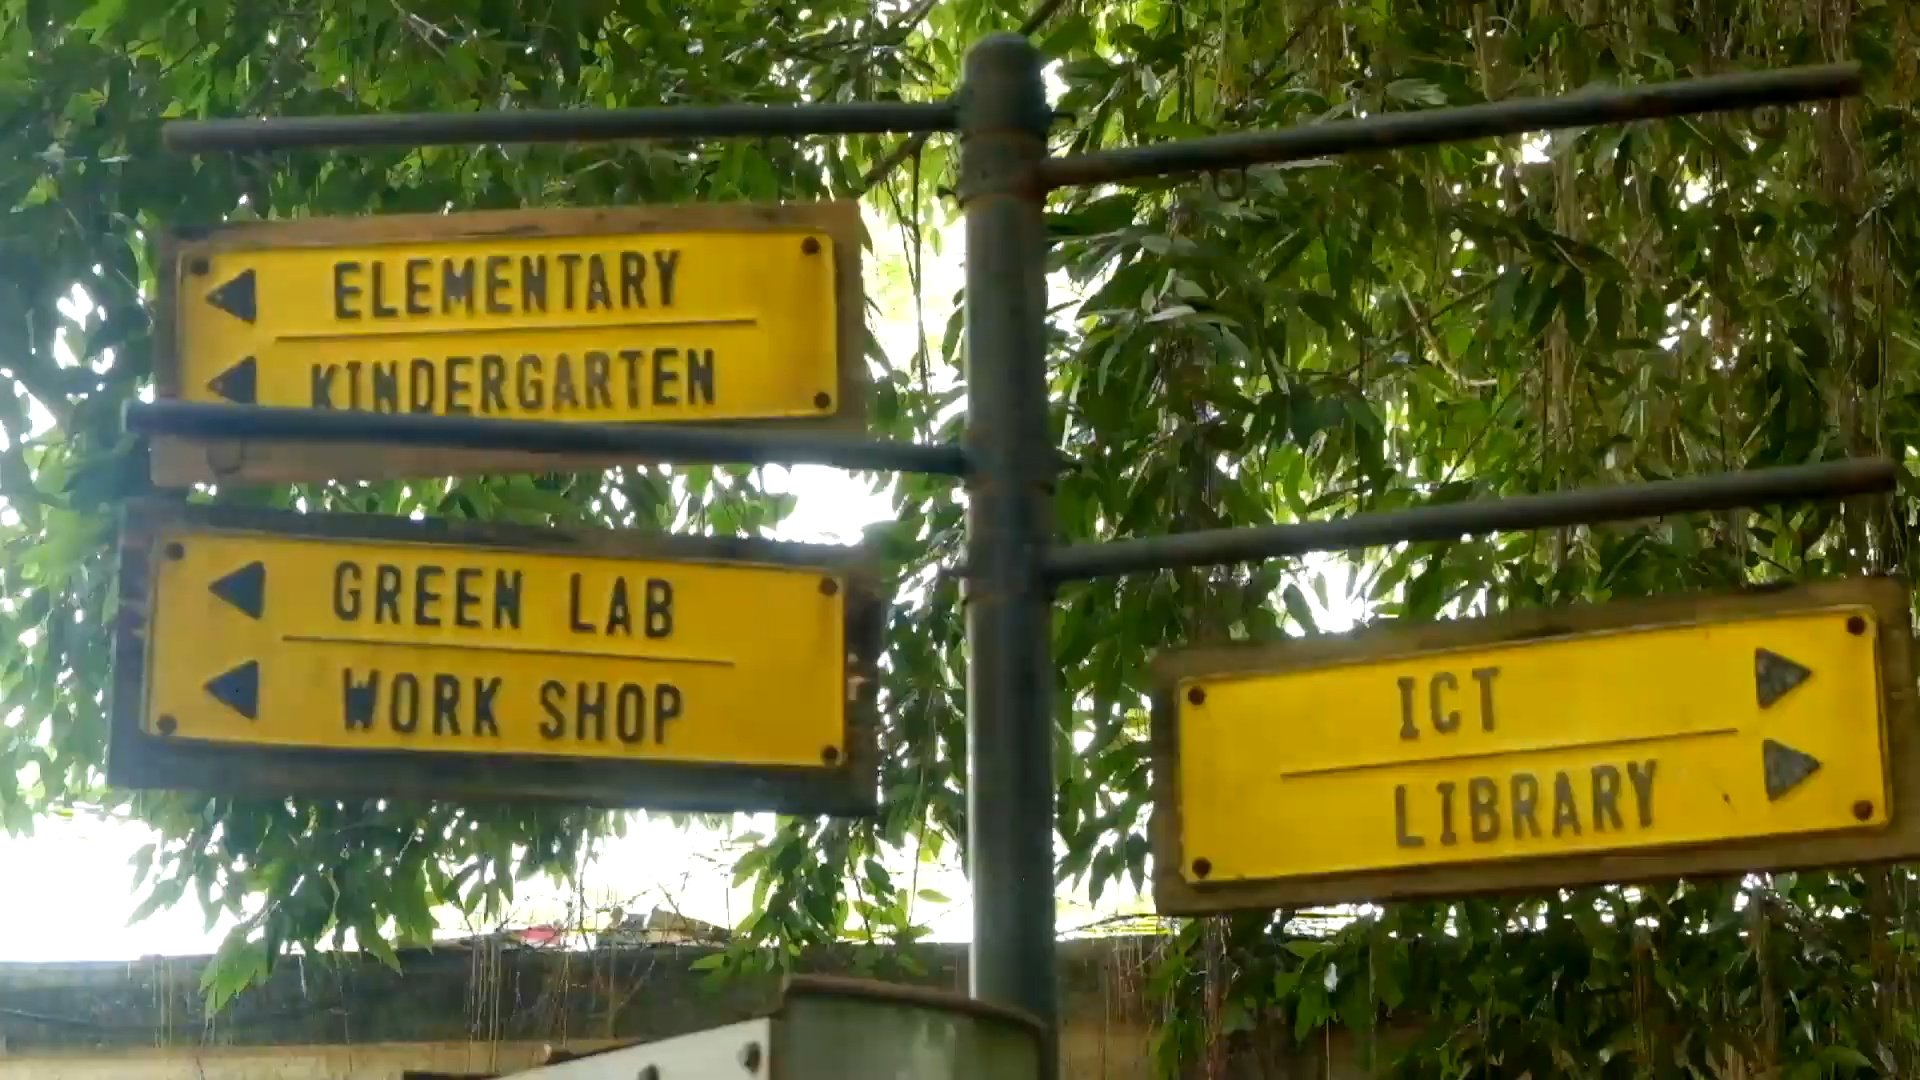 ELEMENTARY
KINDERGARTEN
GREEN LAB
WORK SHOP
ICT
LIBRARY